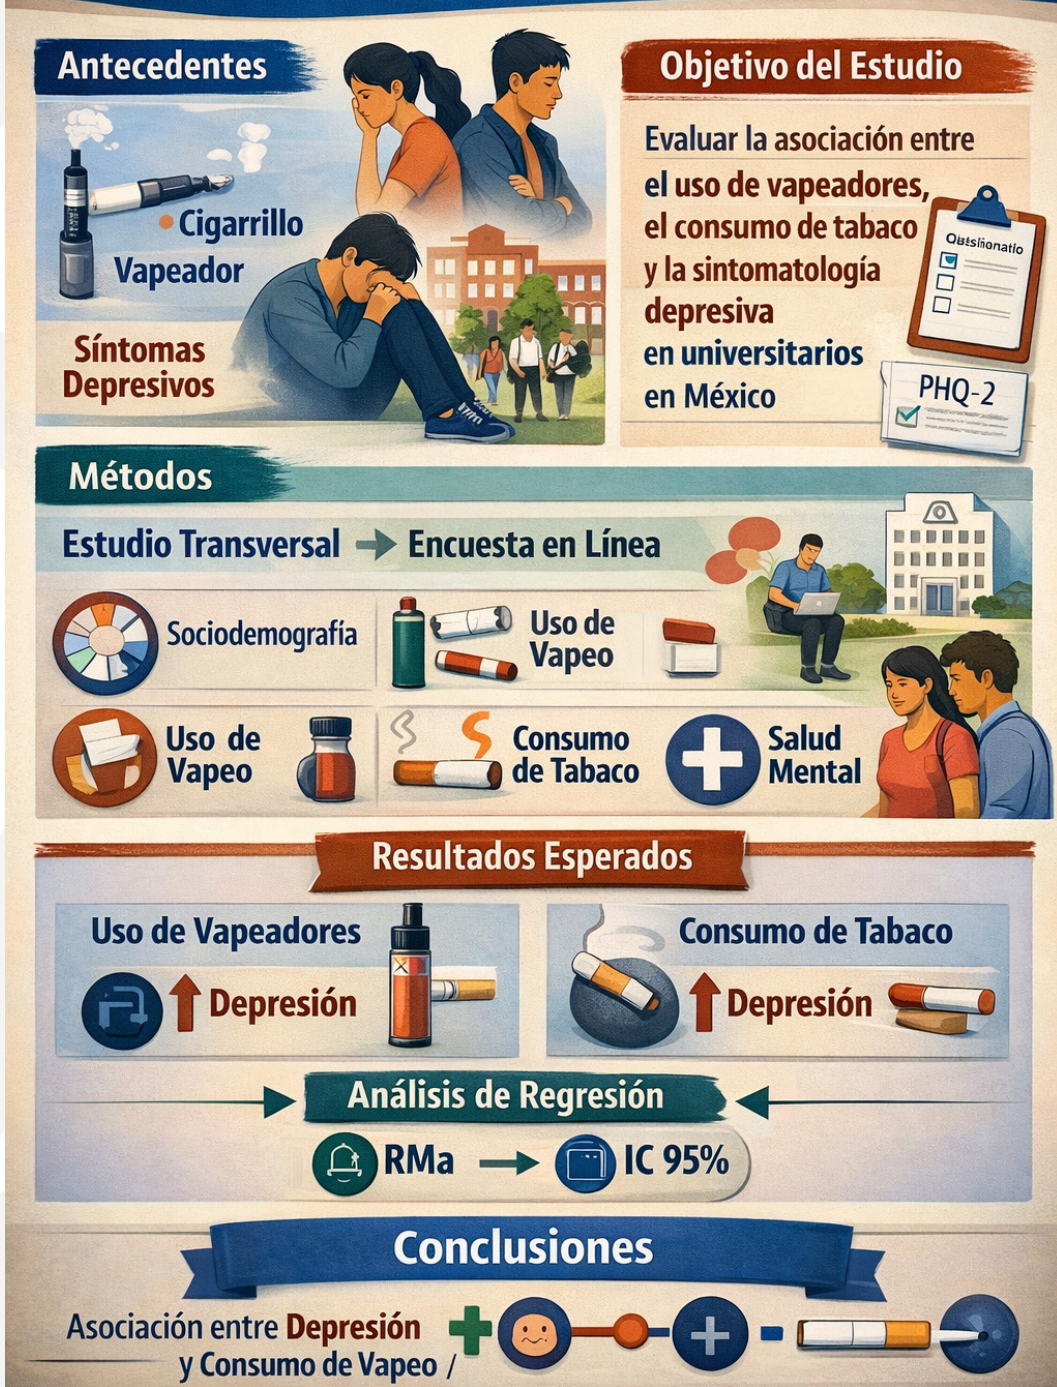 Antecedentes
Cigarrillo
Vapeador
Síntomas
Depresivos
Objetivo del Estudio
Evaluar la asociación entre
el uso de vapeadores,
el consumo de tabaco
y la sintomatología
depresiva
en universitarios
en México
PHQ-2
Métodos
Estudio Transversal
Encuesta en Línea
Sociodemografía
Uso de
Vapeo
Uso de
Vapeo
Consumo
de Tabaco
Salud
Mental
Resultados Esperados
Uso de Vapeadores
Depresión
Consumo de Tabaco
Depresión
Análisis de Regresión
RMa
IC 95%
Conclusiones
Asociación entre Depresión
y Consumo de Vapeo /